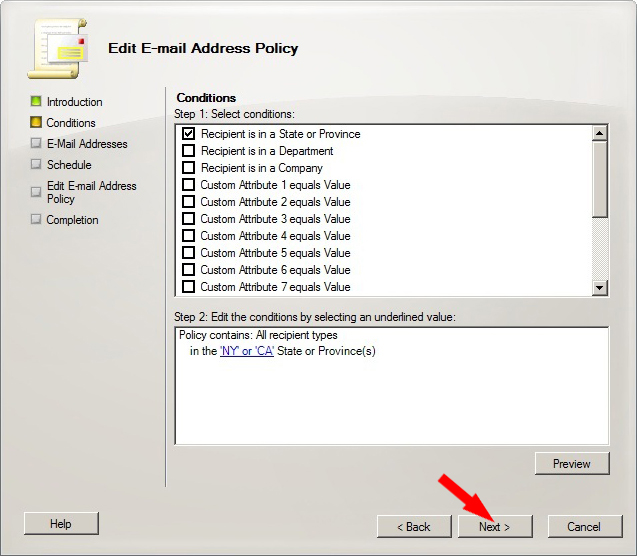 Edit E-mail Address Policy
Introduction
Conditions
E-Mail Addresses
Schedule
Edit E-mail Address
Policy
Completion
Conditions
Step 1: Select conditions:
Recipient is in a State or Province
Recipient is in a Department
Recipient is in a Company
Custom Attribute 1 equals Value
Custom Attribute 2 equals Value
Custom Attribute 3 equals Value
Custom Attribute 4 equals Value
Custom Attribute 5 equals Value
Custom Attribute 6 equals Value
Custom Attribute 7 equals Value
Step 2: Edit the conditions by selecting an underlined value:
Policy contains: All recipient types
in the 'NY' or 'CA' State or Province(s)
Preview
Help
< Back
Next >
Cancel